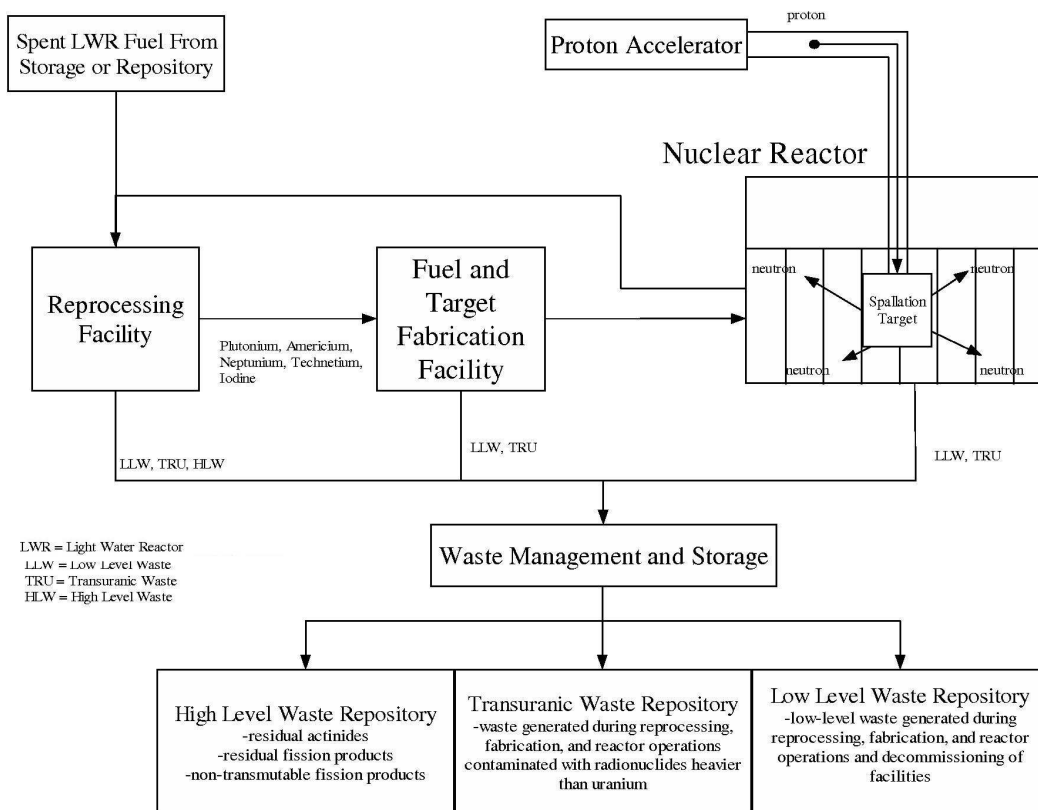 Spent LWR Fuel From
Storage or Repository
Proton Accelerator
proton
Nuclear Reactor
Reprocessing
Facility
Plutonium, Americium,
Neptunium, Technetium,
Iodine
Fuel and
Target
Fabrication
Facility
neutron
neutron
Spallation
Target
neutron
neutron
LLW, TRU, HLW
LLW, TRU
LLW, TRU
Waste Management and Storage
LWR = Light Water Reactor
LLW = Low Level Waste
TRU = Transuranic Waste
HLW = High Level Waste
High Level Waste Repository
-residual actinides
-residual fission products
-non-transmutable fission products
Transuranic Waste Repository
-waste generated during reprocessing,
fabrication, and reactor operations
contaminated with radionuclides heavier
than uranium
Low Level Waste Repository
-low-level waste generated during
reprocessing, fabrication, and reactor
operations and decommissioning of
facilities